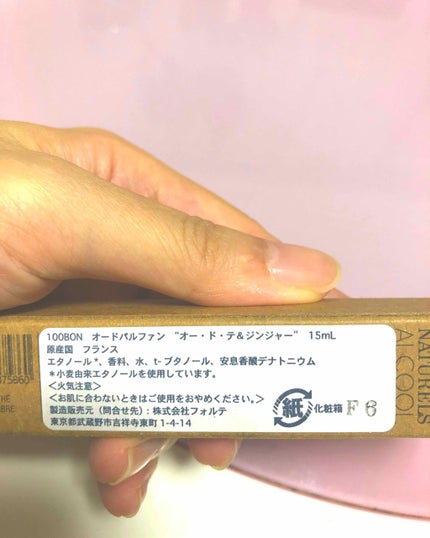 100BON オードパルファン "オー・ド・テ&ジンジャー" 15mL
原産国 フランス
エタノール*、香料、水、t-ブタノール、安息香酸デナトニウム
*小麦由来エタノールを使用しています。
<火気注意>
<お肌に合わないときはご使用をおやめください。>
製造販売元(問合せ先):株式会社フォルテ
東京都武蔵野市吉祥寺東町 1-4-14
紙 化粧箱 F6
NATURELS
ALCOOL